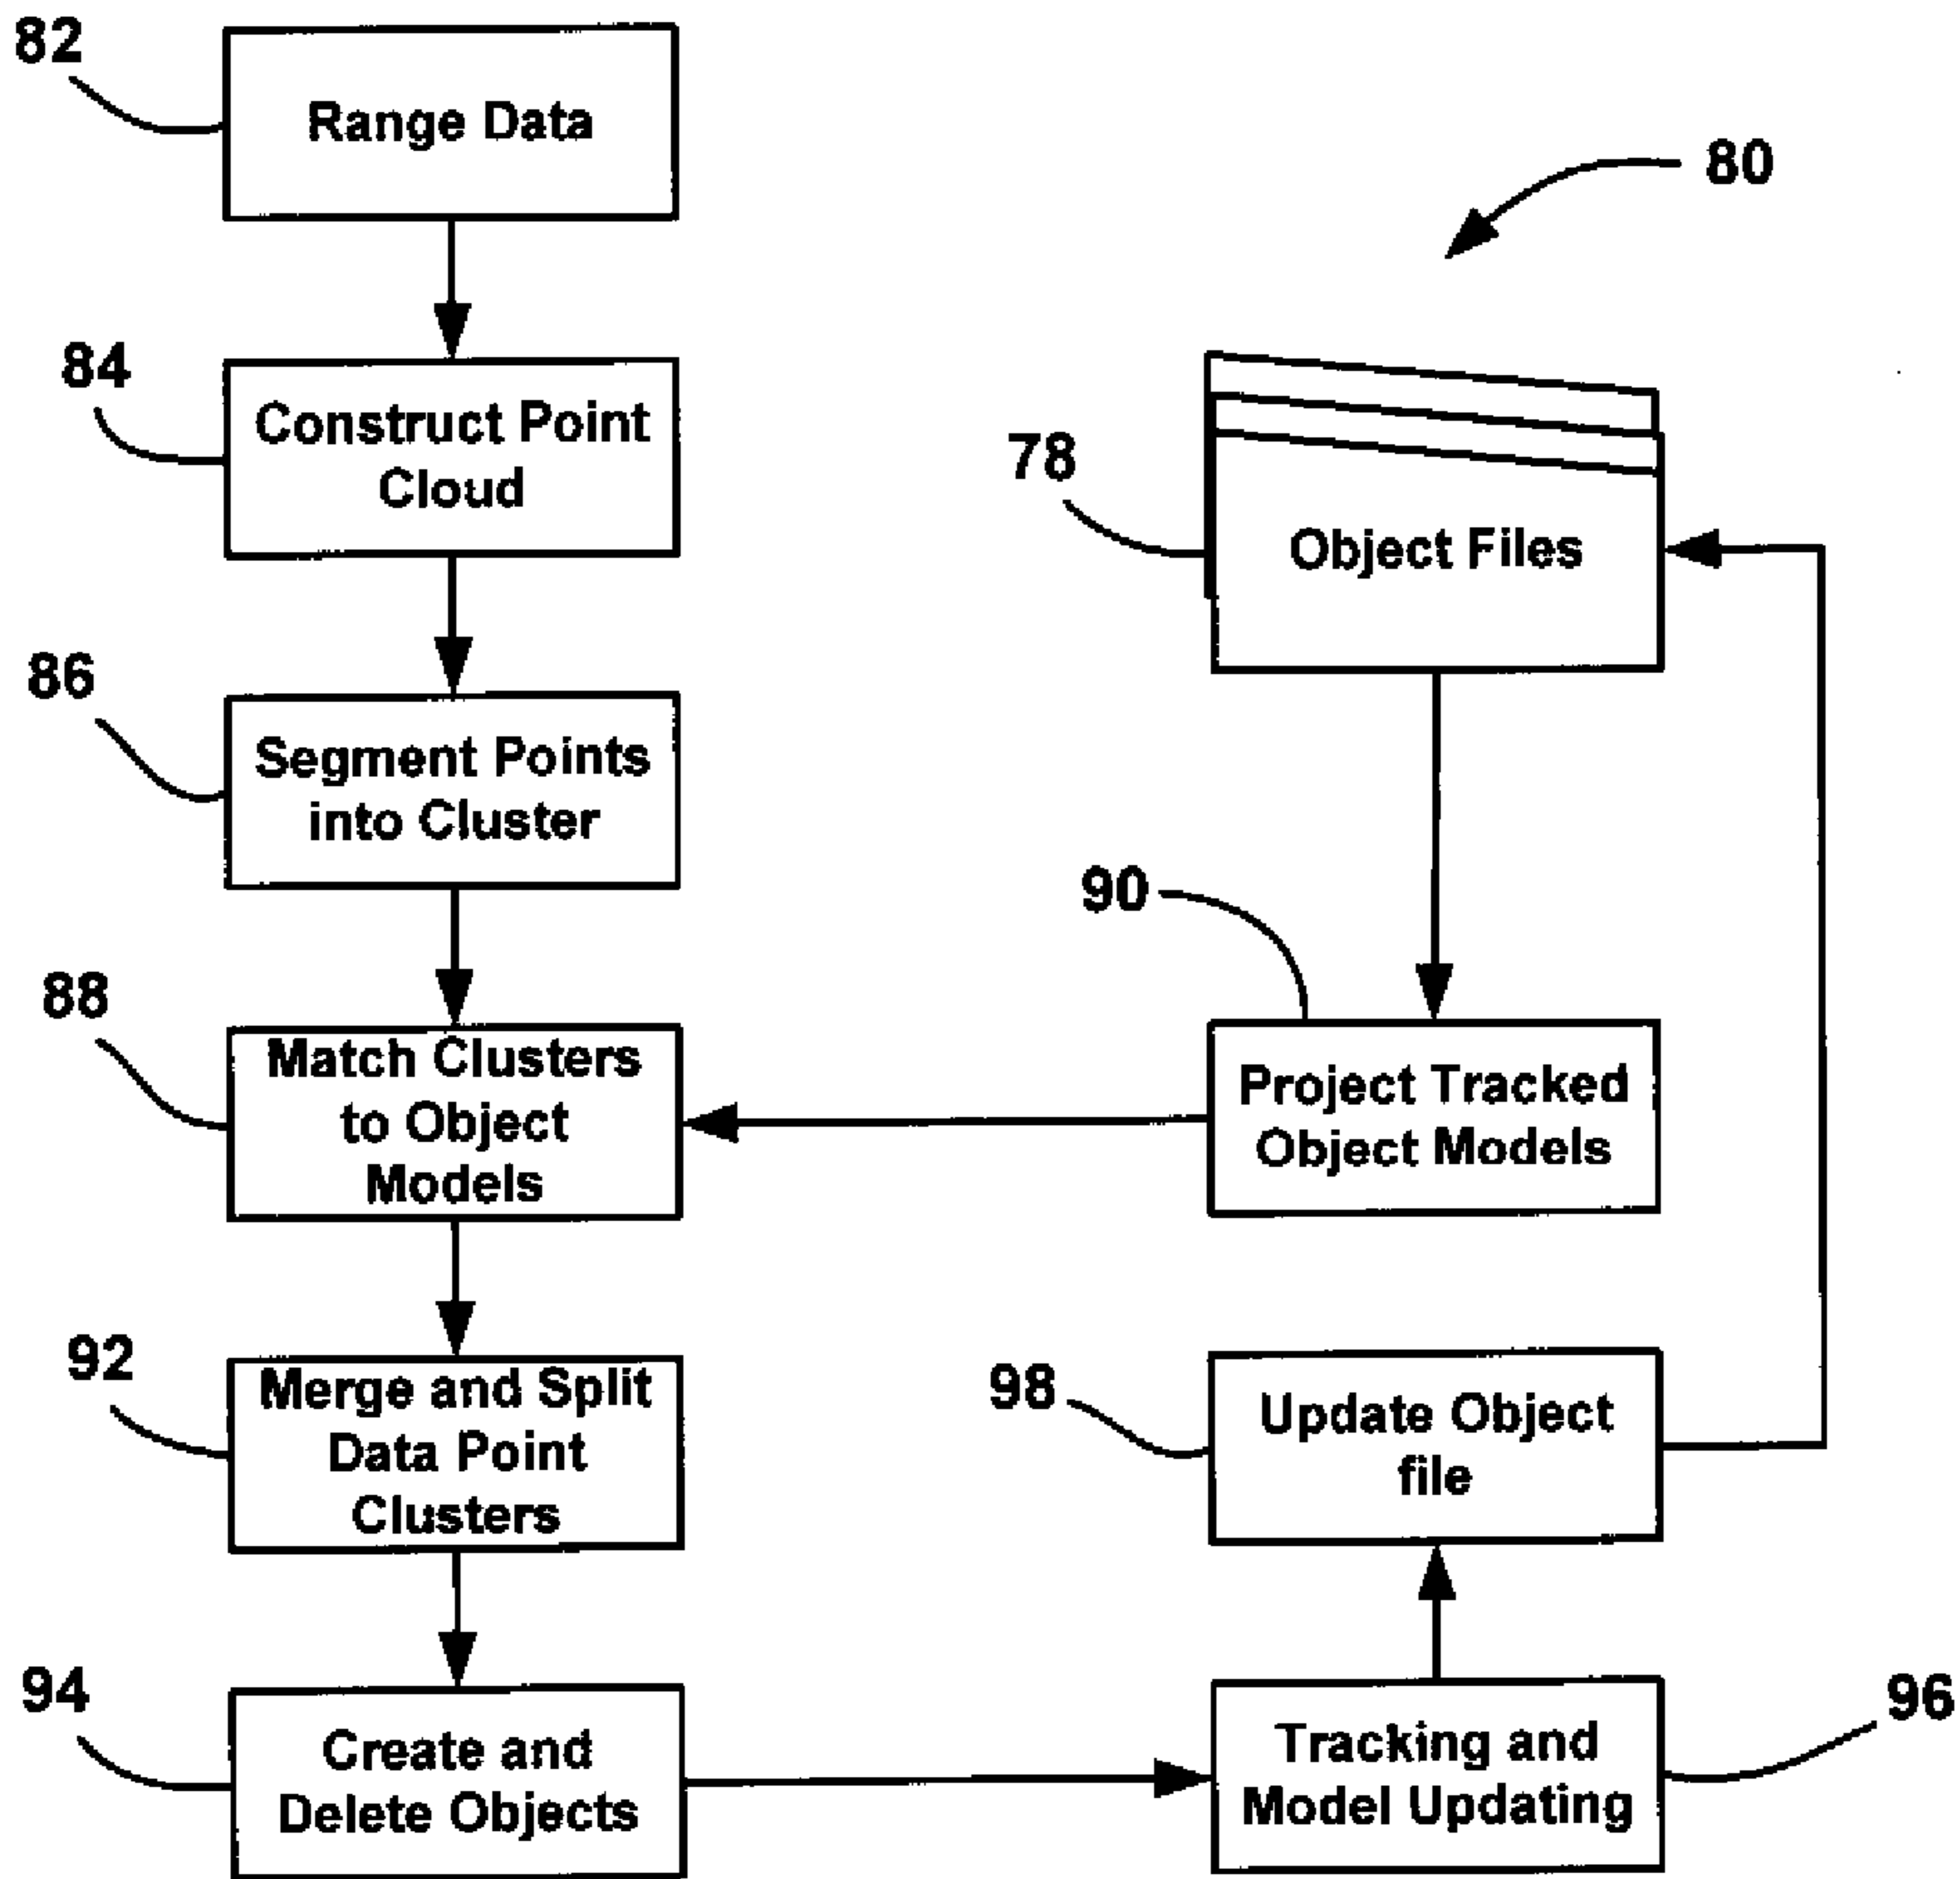 82
Range Data
80
84
Construct Point
Cloud
78
Object Files
86
Segment Points
into Cluster
90
88
Match Clusters
to Object
Models
Project Tracked
Object Models
92
Merge and Split
Data Point
Clusters
98
Update Object
file
94
Create and
Delete Objects
96
Tracking and
Model Updating